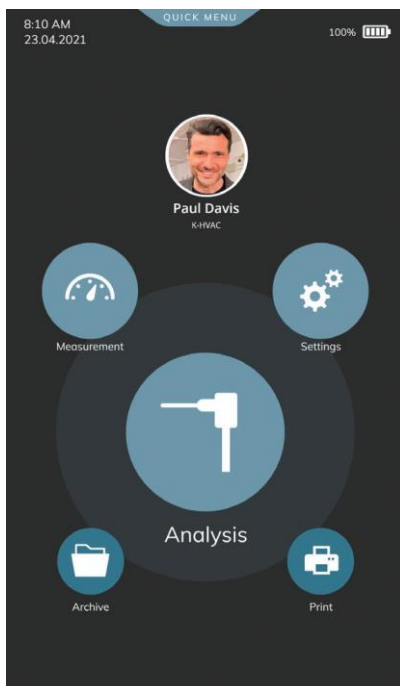 QUICK MENU
8:10 AM
100%
23.04.2021
Paul Davis
K-HVAC
Measurement
Settings
Analysis
Archive
Print